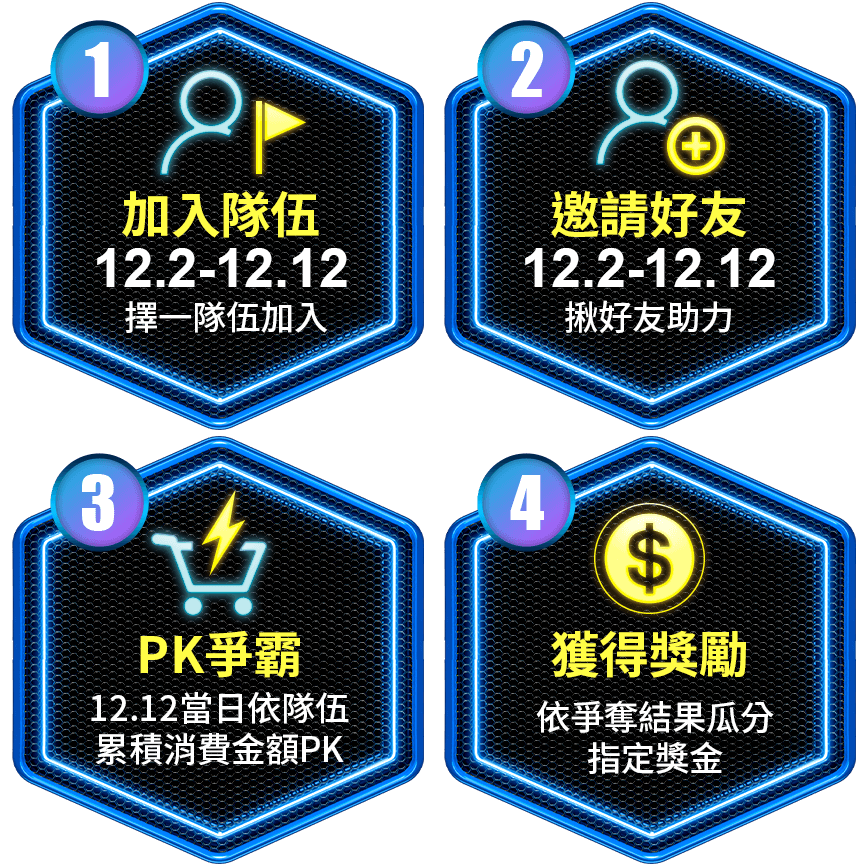 1
加入隊伍
12.2-12.12
擇一隊伍加入
2
邀請好友
12.2-12.12
揪好友助力
3
PK爭霸
12.12當日依隊伍
累積消費金額PK
4
$
獲得獎勵
依爭奪結果瓜分
指定獎金